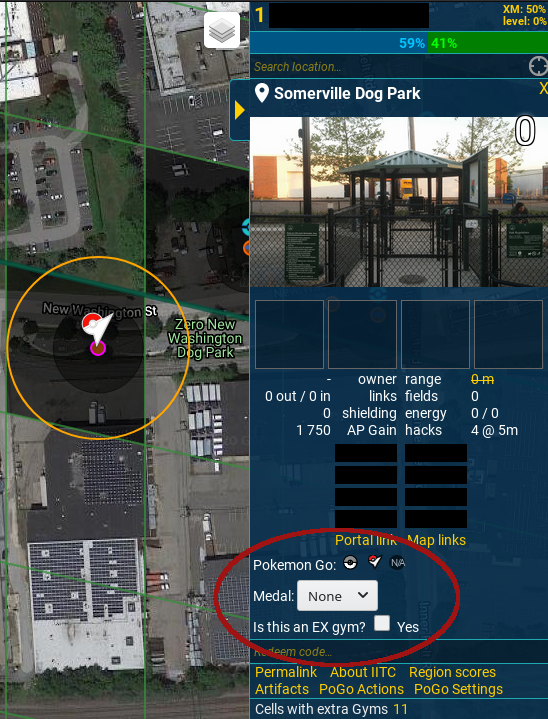 1
XM: 50%
level: 0%
59% 41%
Search location...
Somerville Dog Park
X
0
New Washington St
Zero New
Washington
Dog Park
- owner range 0 m
0 out / 0 in links fields 0
0 shielding energy 0 / 0
1 750 AP Gain hacks 4 @ 5m
Portal link Map links
Pokemon Go: N/A
Medal: None
Is this an EX gym? Yes
Redeem code...
Permalink About IITC Region scores
Artifacts PoGo Actions PoGo Settings
Cells with extra Gyms 11